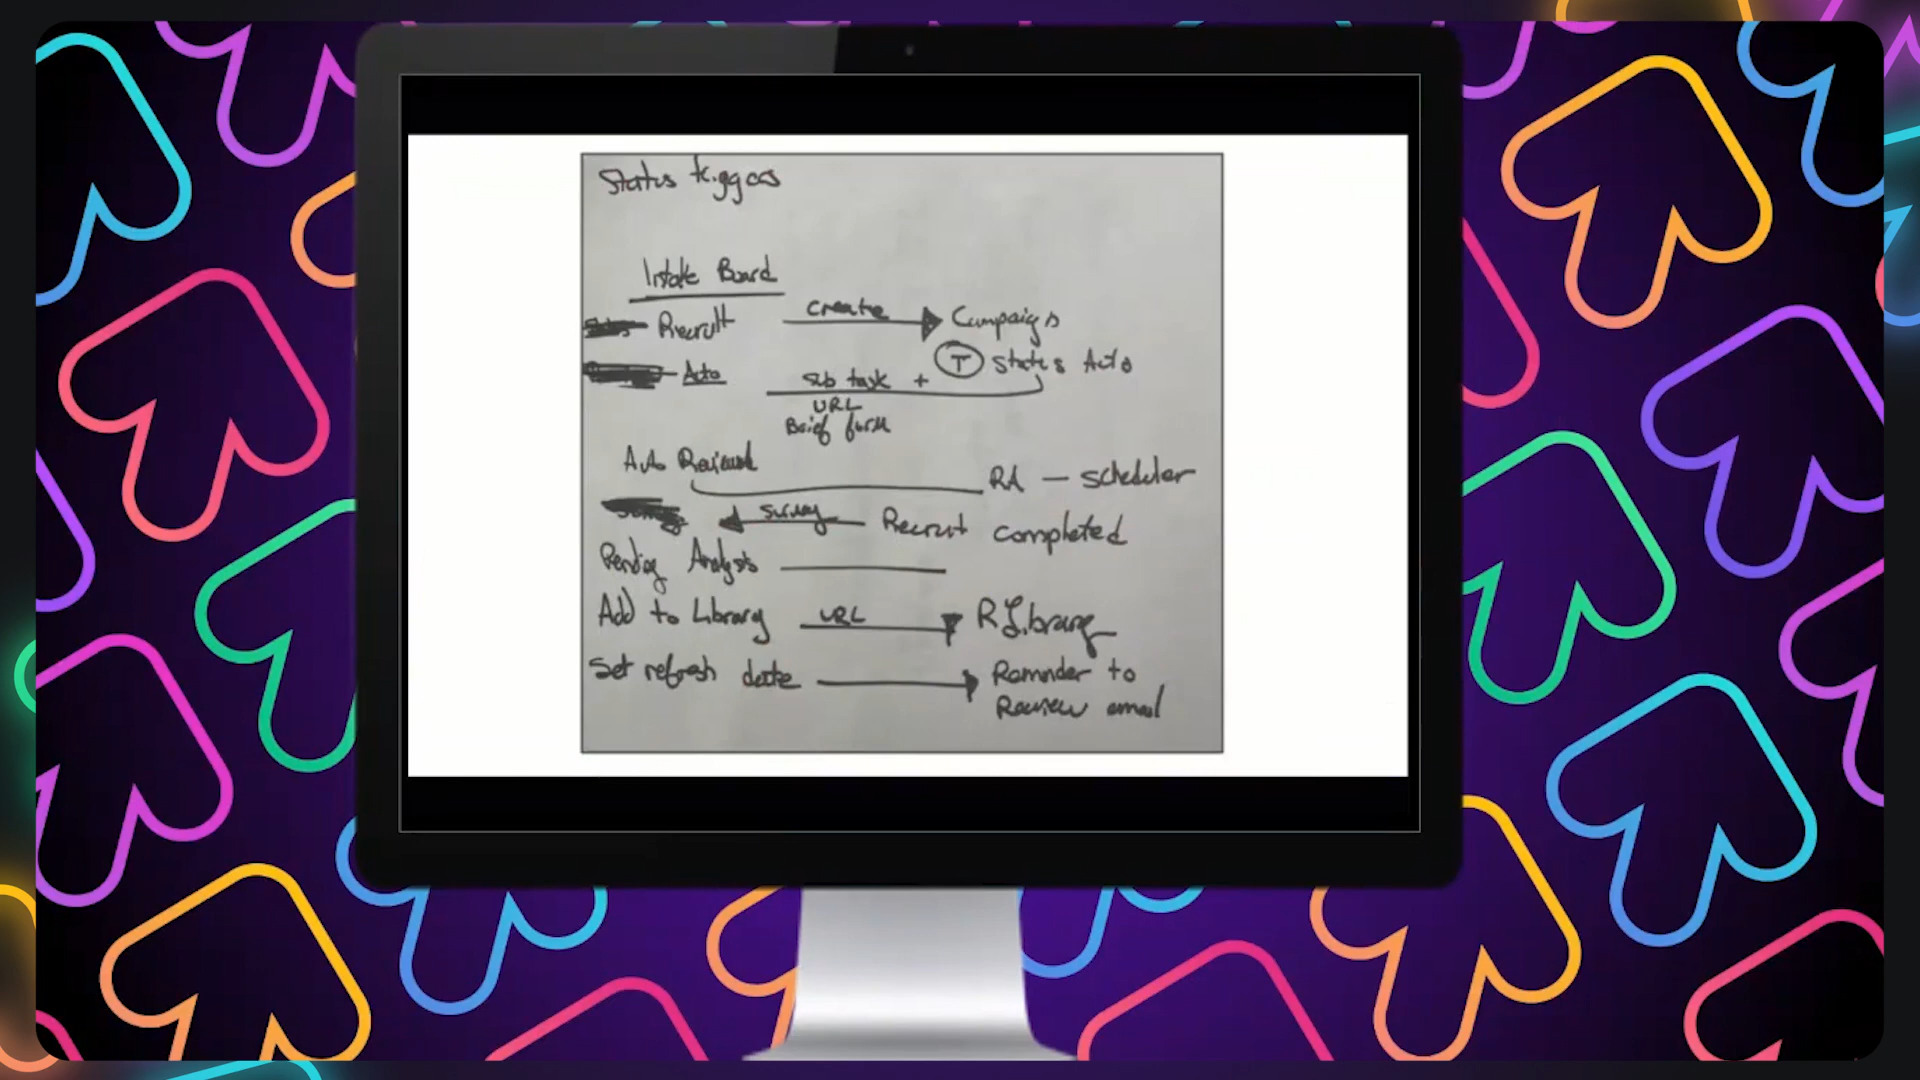 Status triggers
Intake Board
Recruit create Campaign
Auto T Status Auto
Sub task +
URL
Brief form
Auto Reviewed
RA — Scheduler
survey Recruit completed
Pending Analysis
Add to Library URL R Library
Set refresh date Reminder to
Review email